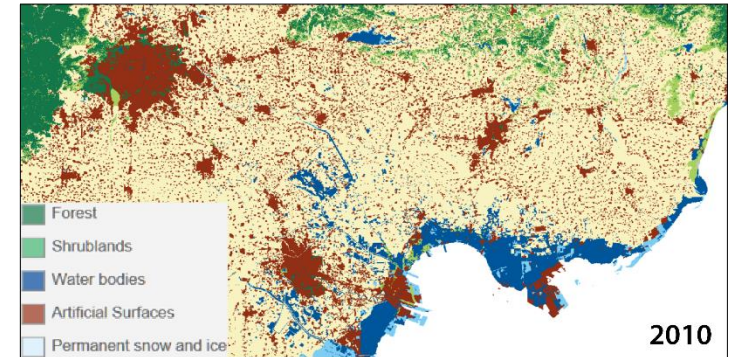 Forest
Shrublands
Water bodies
Artificial Surfaces
Permanent snow and ice
2010